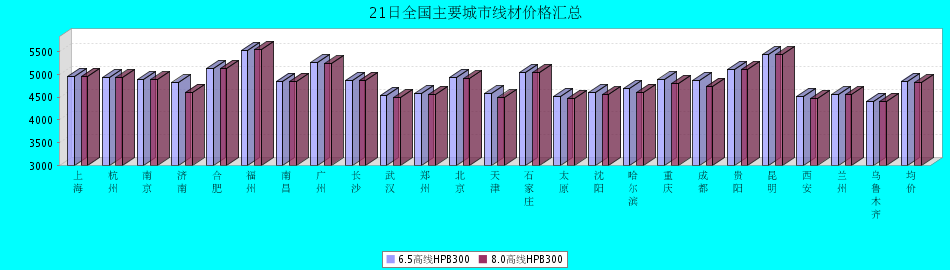 21日全国主要城市线材价格汇总
5500
5000
4500
4000
3500
3000
上海
杭州
南京
济南
合肥
福州
南昌
广州
长沙
武汉
郑州
北京
天津
石家庄
太原
沈阳
哈尔滨
重庆
成都
贵阳
昆明
西安
兰州
乌鲁木齐
均价
6.5高线HPB300 8.0高线HPB300